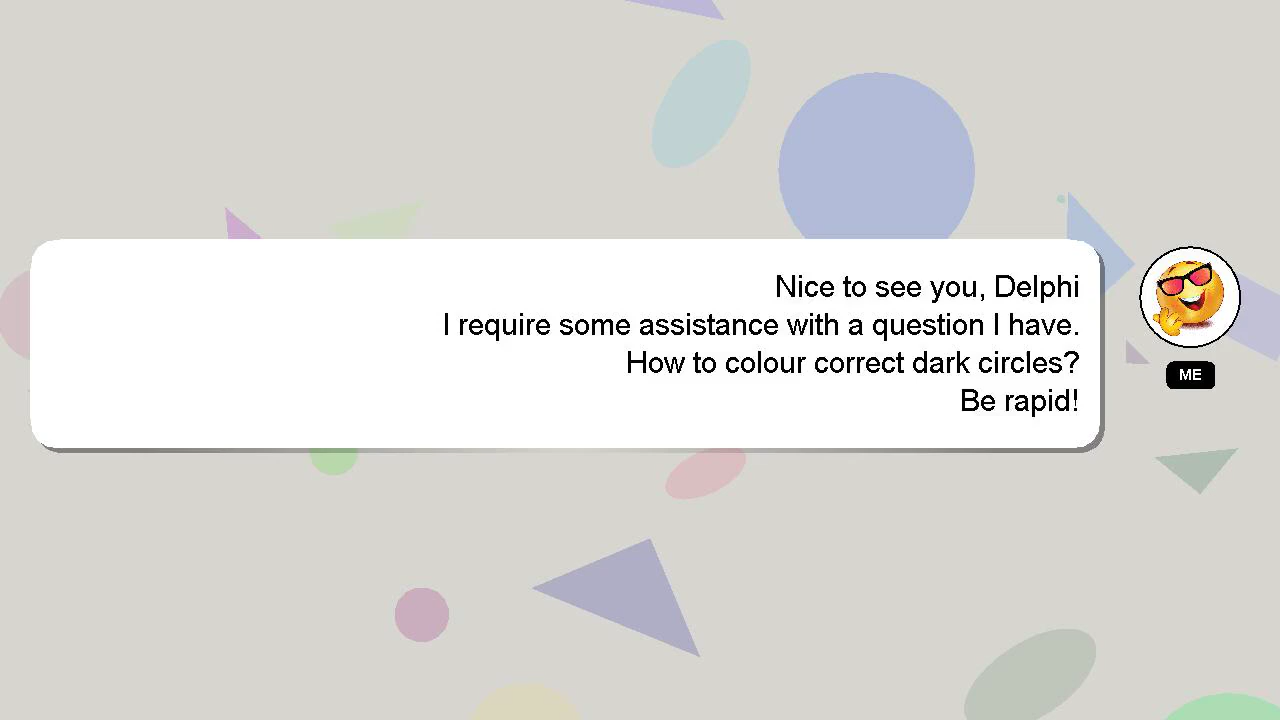 Nice to see you, Delphi
I require some assistance with a question I have.
How to colour correct dark circles?
Be rapid!
ME